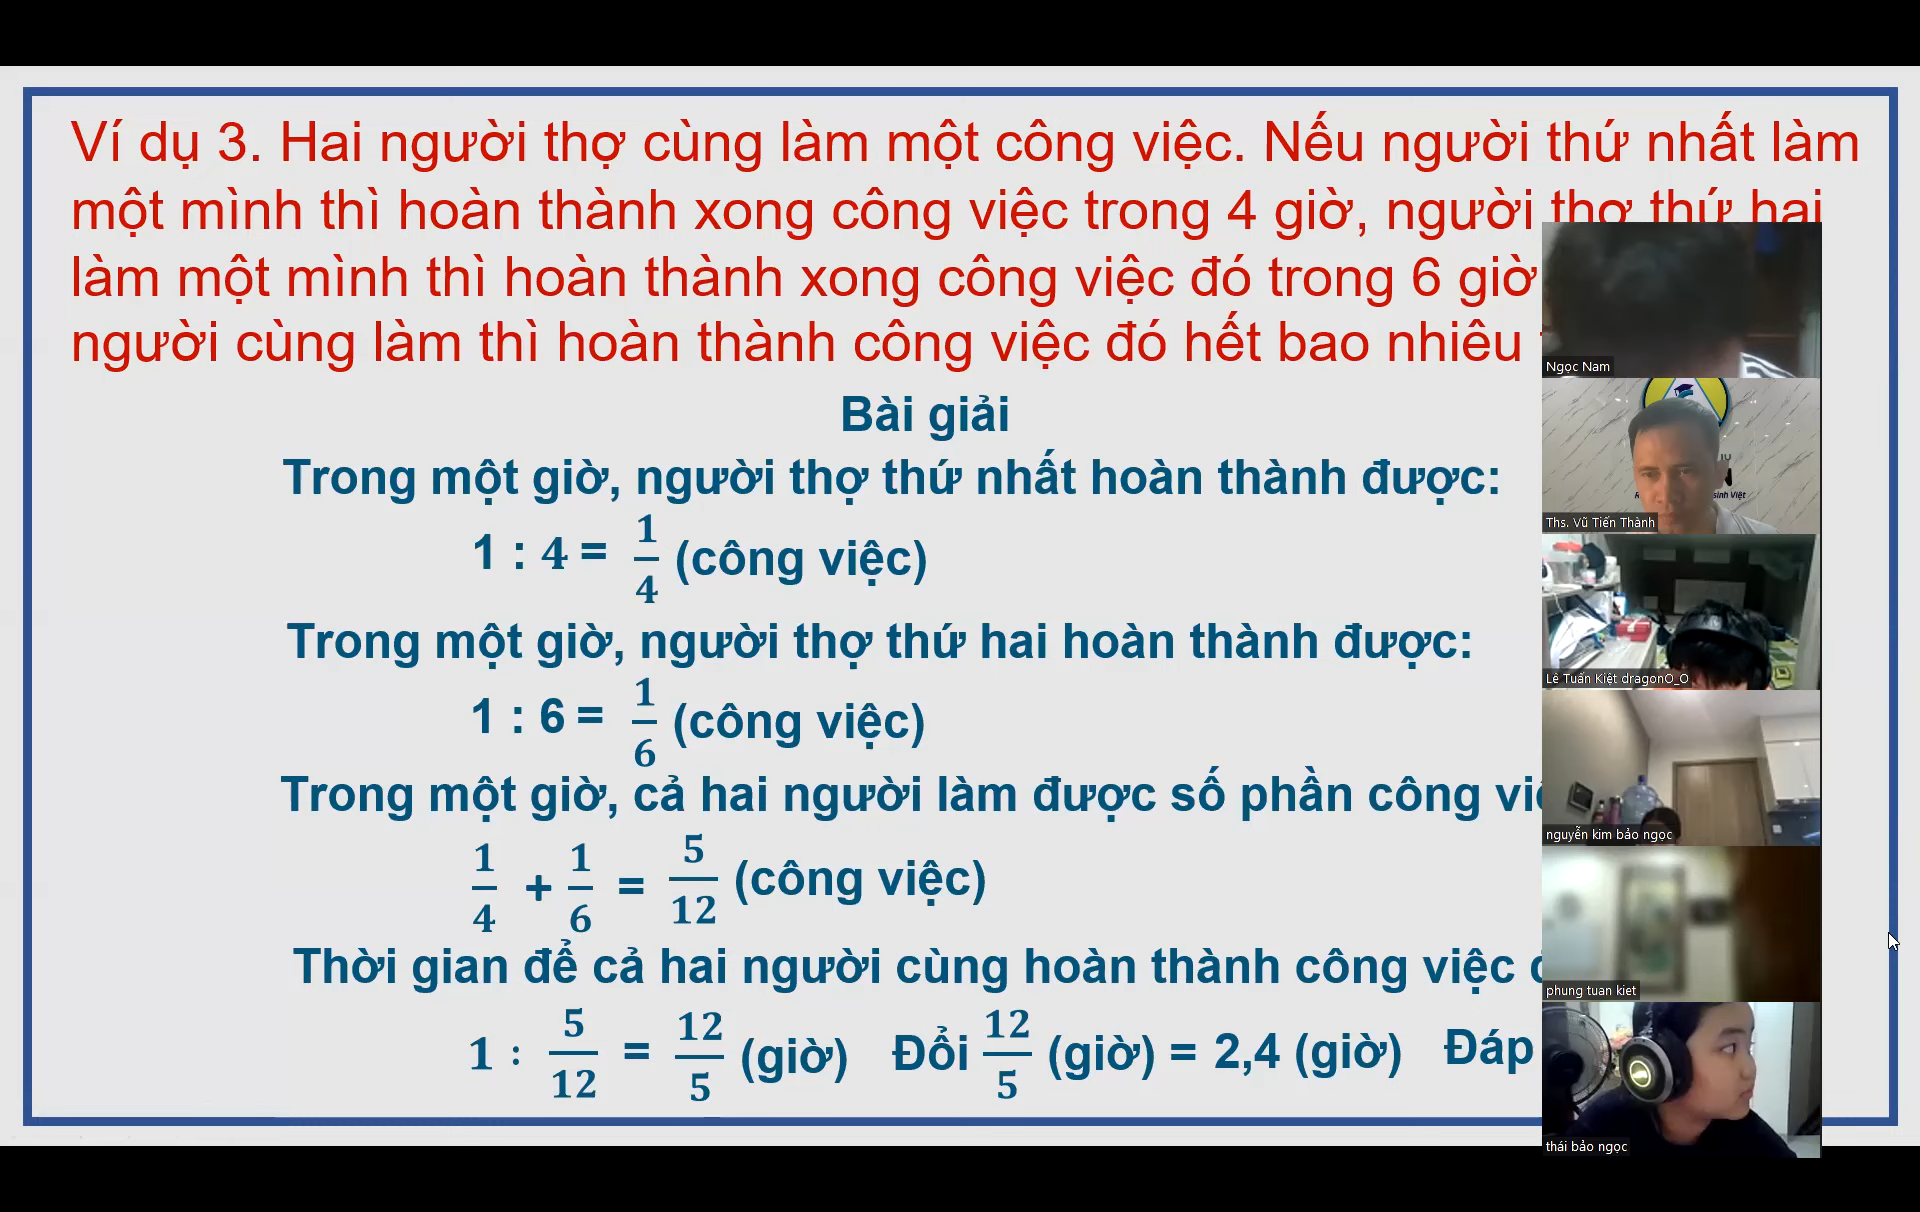 Ví dụ 3. Hai người thợ cùng làm một công việc. Nếu người thứ nhất làm
một mình thì hoàn thành xong công việc trong 4 giờ, người thợ thứ hai
làm một mình thì hoàn thành xong công việc đó trong 6 giờ
người cùng làm thì hoàn thành công việc đó hết bao nhiêu
Bài giải
Trong một giờ, người thợ thứ nhất hoàn thành được:
1 : 4 = 1/4 (công việc)
Trong một giờ, người thợ thứ hai hoàn thành được:
1 : 6 = 1/6 (công việc)
Trong một giờ, cả hai người làm được số phần công
1/4 + 1/6 = 5/12 (công việc)
Thời gian để cả hai người cùng hoàn thành công việc
1 : 5/12 = 12/5 (giờ) Đổi 12/5 (giờ) = 2,4 (giờ) Đáp
Ngọc Nam
sinh Việt
Ths. Vũ Tiến Thành
Lê Tuấn Kiệt dragonO_O
nguyễn kim bảo ngọc
phung tuan kiet
thái bảo ngọc